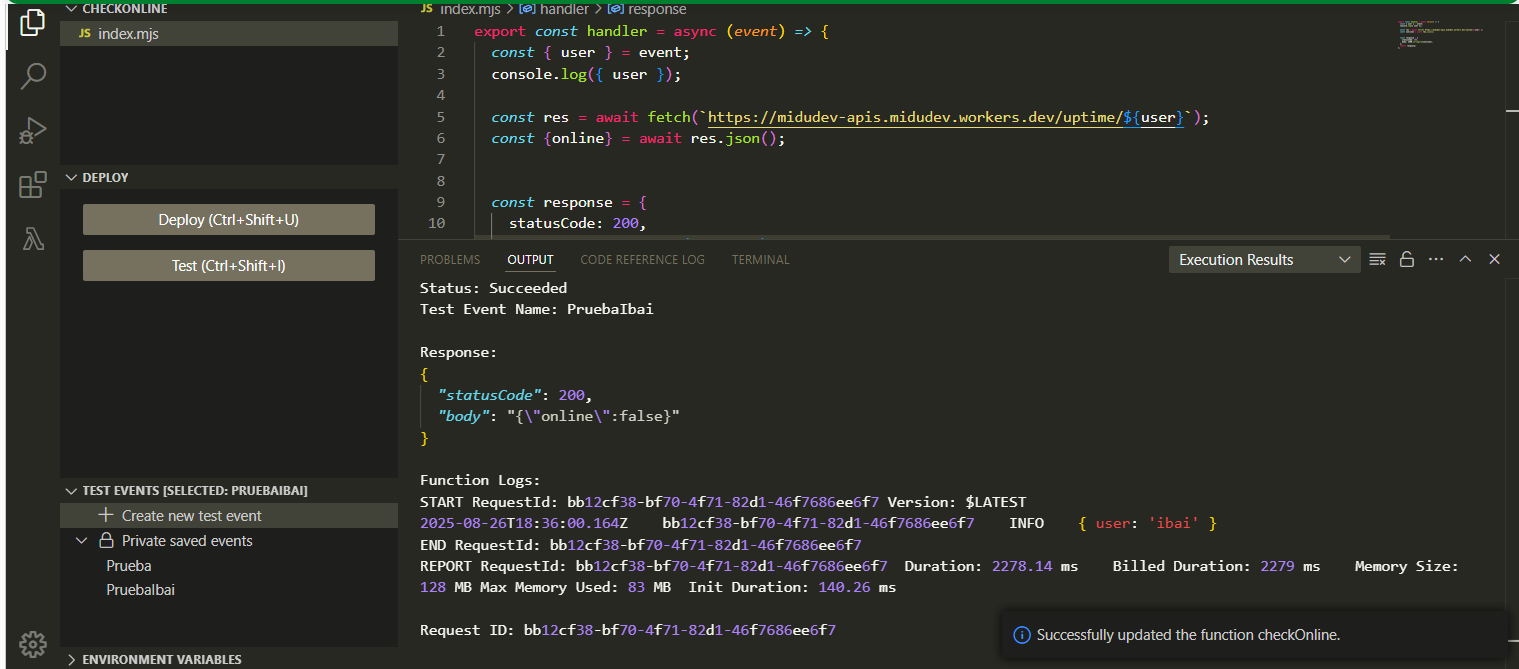 CHECKONLINE
JS index.mjs
DEPLOY
Deploy (Ctrl+Shift+U)
Test (Ctrl+Shift+I)
TEST EVENTS [SELECTED: PRUEBAIBAI]
Create new test event
Private saved events
Prueba
PruebaIbai
ENVIRONMENT VARIABLES
JS index.mjs > handler > response
1 export const handler = async (event) => {
2 const { user } = event;
3 console.log({ user });
4
5 const res = await fetch(`https://midudev-apis.midudev.workers.dev/uptime/${user}`);
6 const {online} = await res.json();
7
8
9 const response = {
10 statusCode: 200,
PROBLEMS OUTPUT CODE REFERENCE LOG TERMINAL Execution Results
Status: Succeeded
Test Event Name: PruebaIbai
Response:
{
"statusCode": 200,
"body": "{\"online\":false}"
}
Function Logs:
START RequestId: bb12cf38-bf70-4f71-82d1-46f7686ee6f7 Version: $LATEST
2025-08-26T18:36:00.164Z bb12cf38-bf70-4f71-82d1-46f7686ee6f7 INFO { user: 'ibai' }
END RequestId: bb12cf38-bf70-4f71-82d1-46f7686ee6f7
REPORT RequestId: bb12cf38-bf70-4f71-82d1-46f7686ee6f7 Duration: 2278.14 ms Billed Duration: 2279 ms Memory Size:
128 MB Max Memory Used: 83 MB Init Duration: 140.26 ms
Request ID: bb12cf38-bf70-4f71-82d1-46f7686ee6f7
Successfully updated the function checkOnline.